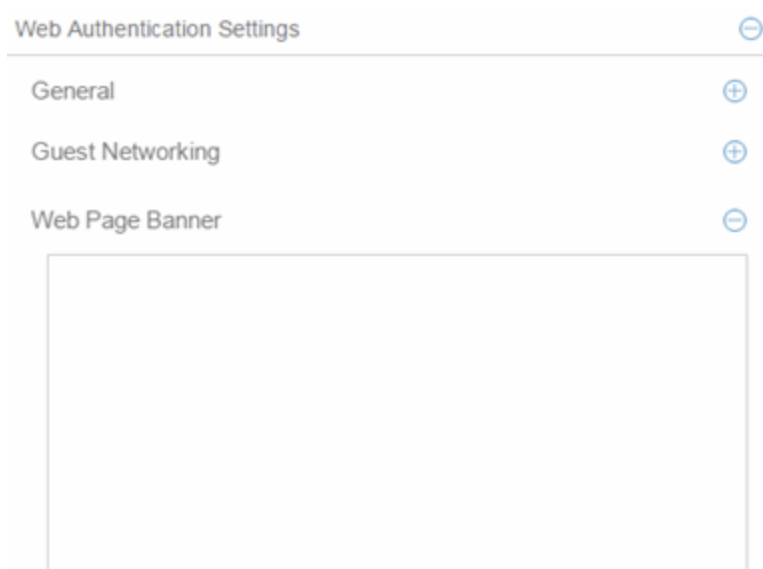 Web Authentication Settings
General
Guest Networking
Web Page Banner